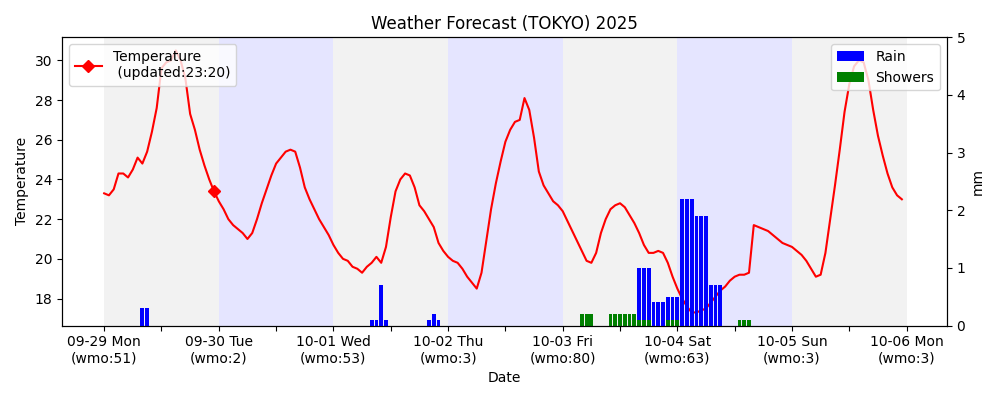 Weather Forecast (TOKYO) 2025
Temperature
(updated:23:20)
Rain
Showers
Temperature
30
28
26
24
22
20
18
5
4
3
2
1
0
mm
09-29 Mon 09-30 Tue 10-01 Wed 10-02 Thu 10-03 Fri 10-04 Sat 10-05 Sun 10-06 Mon
(wmo:51) (wmo:2) (wmo:53) (wmo:3) (wmo:80) (wmo:63) (wmo:3) (wmo:3)
Date